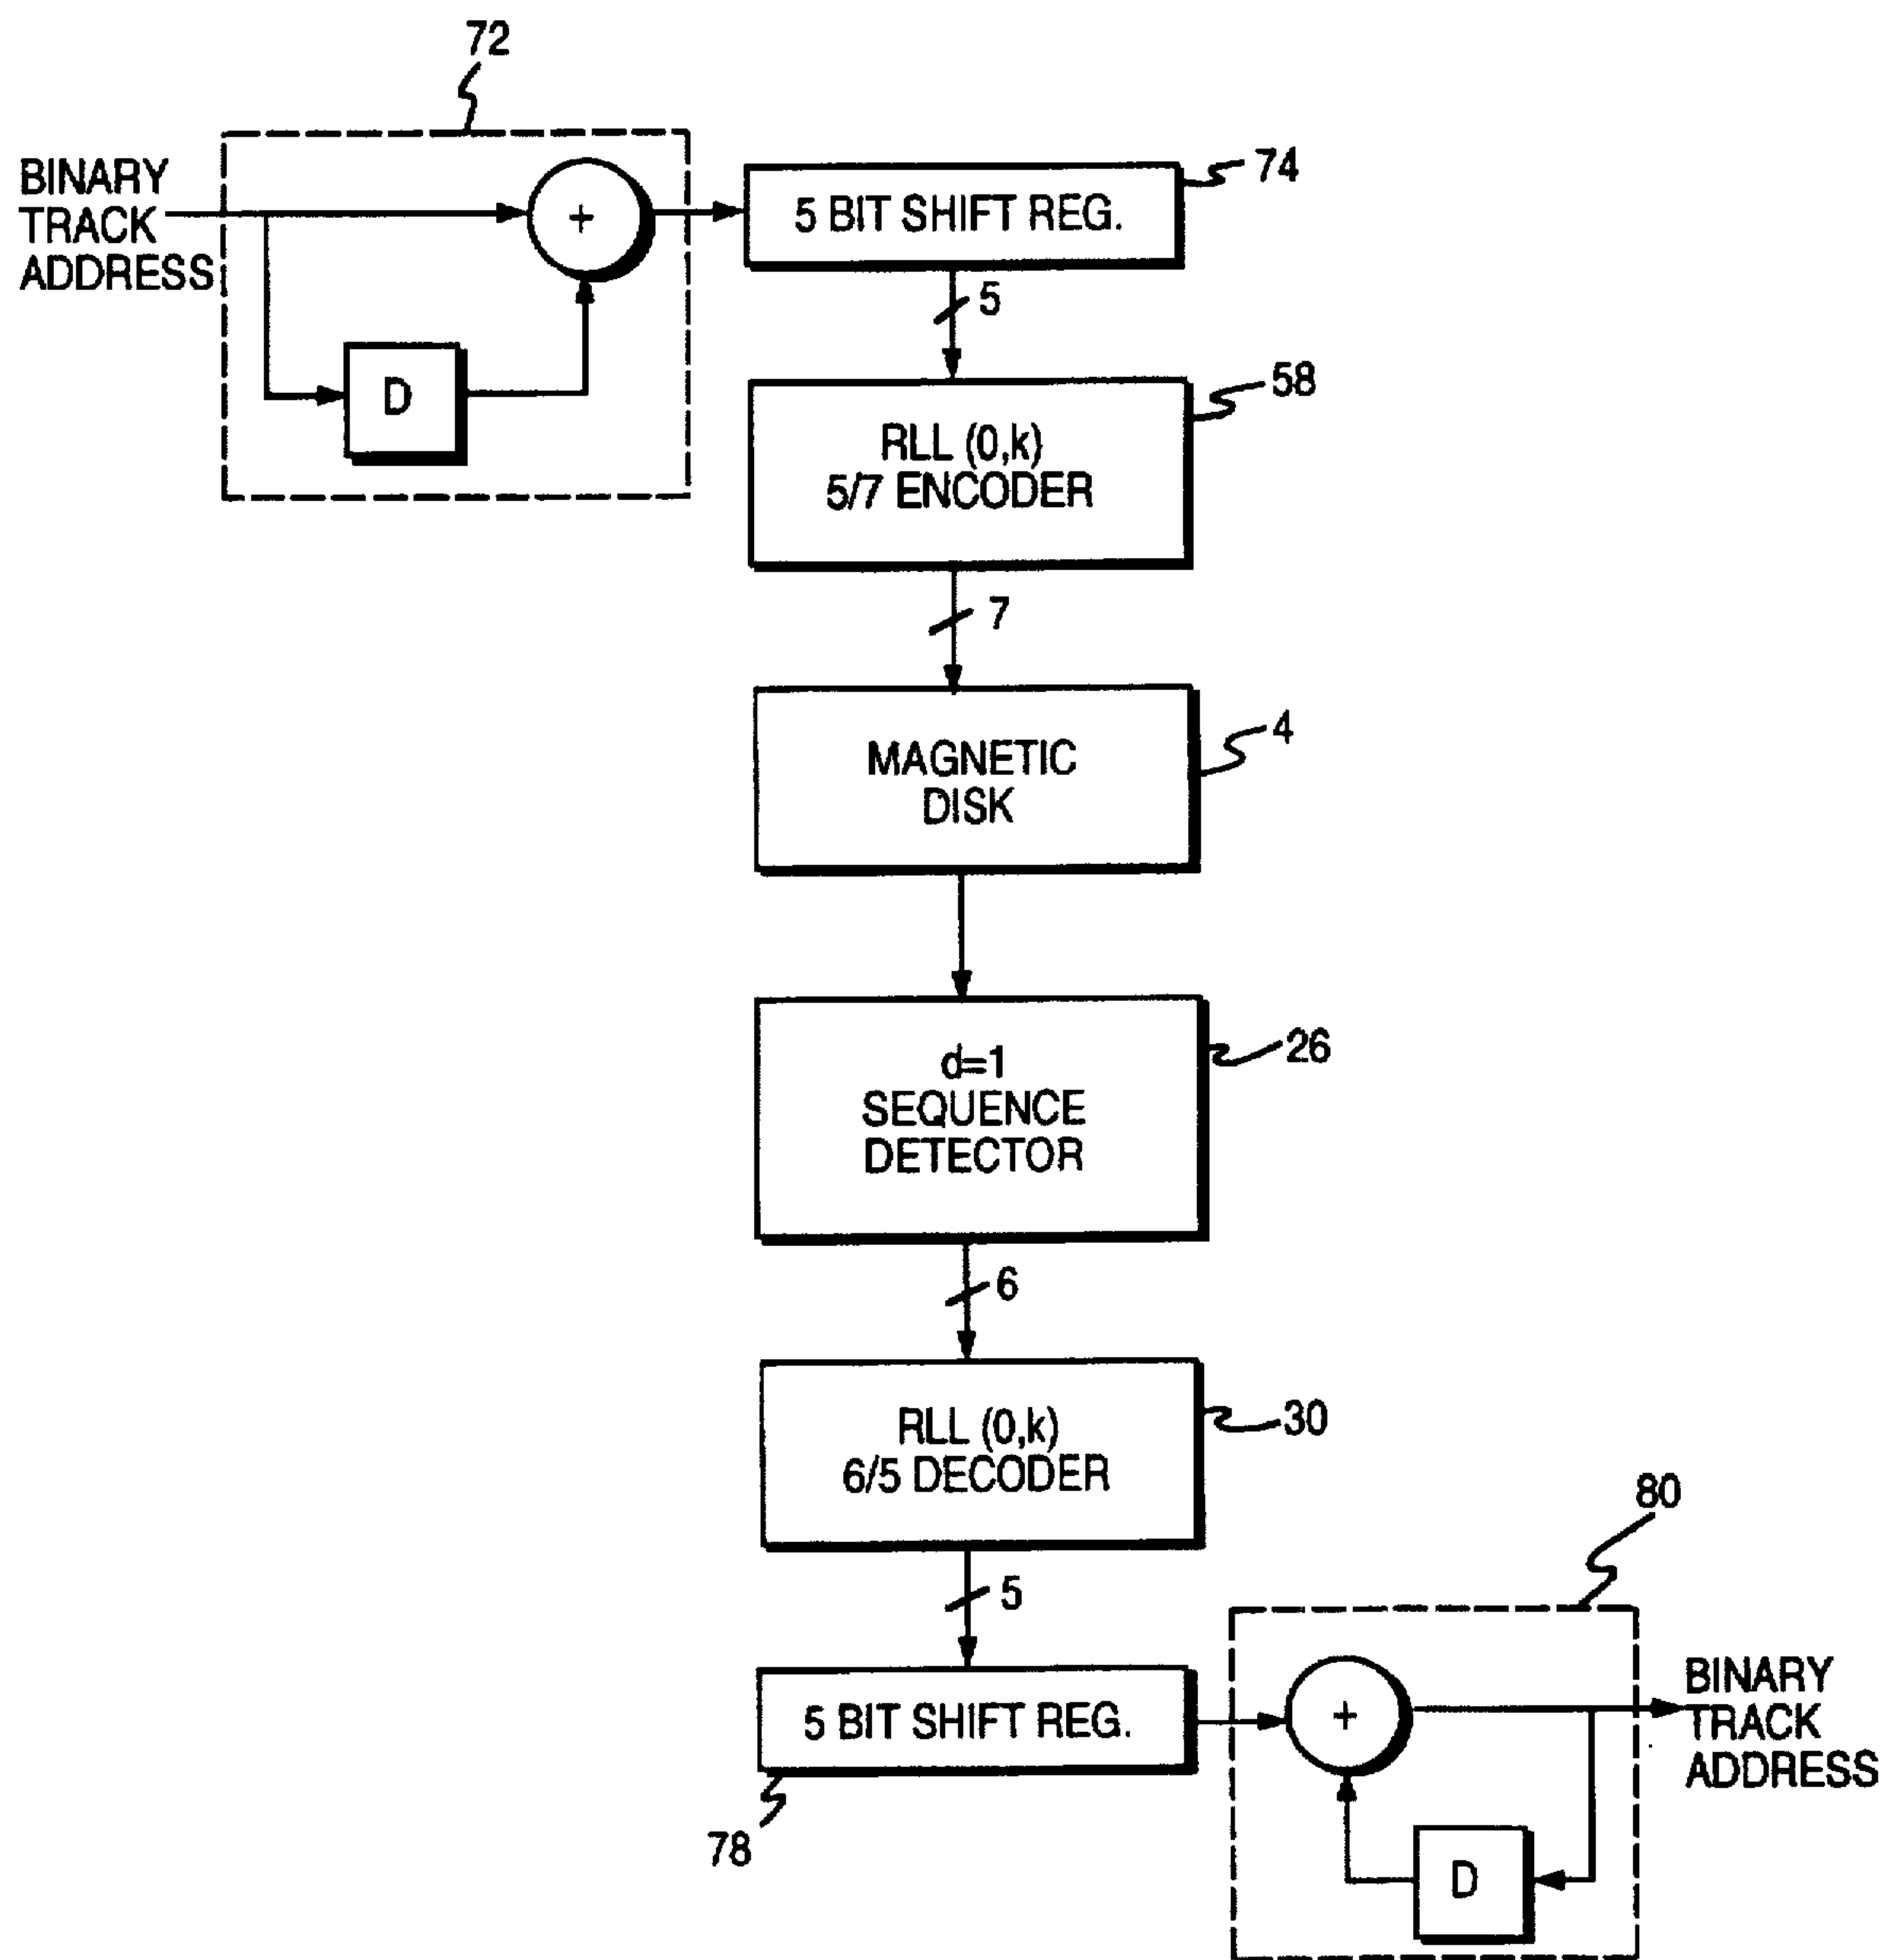 72
BINARY
TRACK
ADDRESS
+
D
5 BIT SHIFT REG.
74
5
RLL (0,k)
5/7 ENCODER
58
7
MAGNETIC
DISK
4
d=1
SEQUENCE
DETECTOR
26
6
RLL (0,k)
6/5 DECODER
30
5
80
5 BIT SHIFT REG.
78
+
D
BINARY
TRACK
ADDRESS